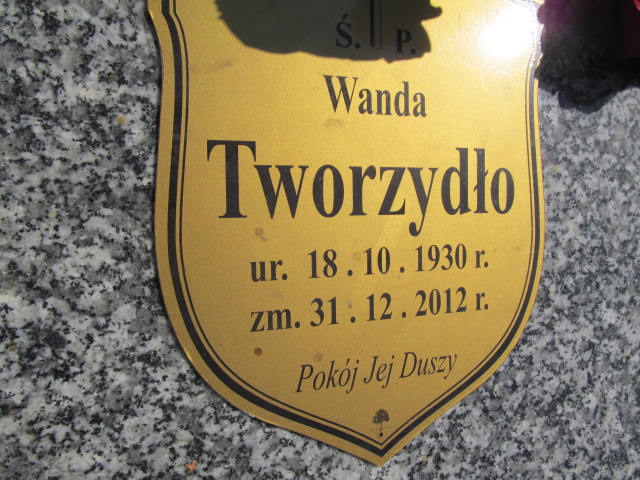 Ś. P.
Wanda
Tworzydło
ur. 18.10.1930 r.
zm. 31.12.2012 r.
Pokój Jej Duszy